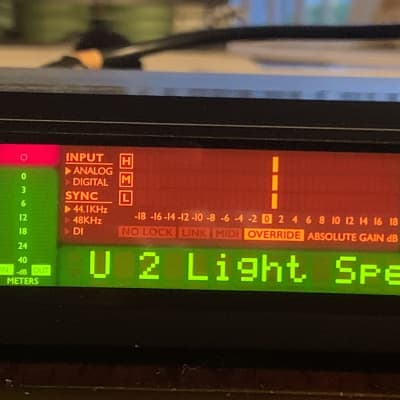 INPUT H
ANALOG
DIGITAL M
SYNC L
44.1KHz
48KHz
DI
-18 -16 -14 -12 -10 -8 -6 -4 -2 0 2 4 6 8 10 12 14 16 18
NO LOCK LINK MIDI OVERRIDE ABSOLUTE GAIN dB
0
3
6
12
18
24
40
-dB
OUT
METERS
U 2 Light Spe